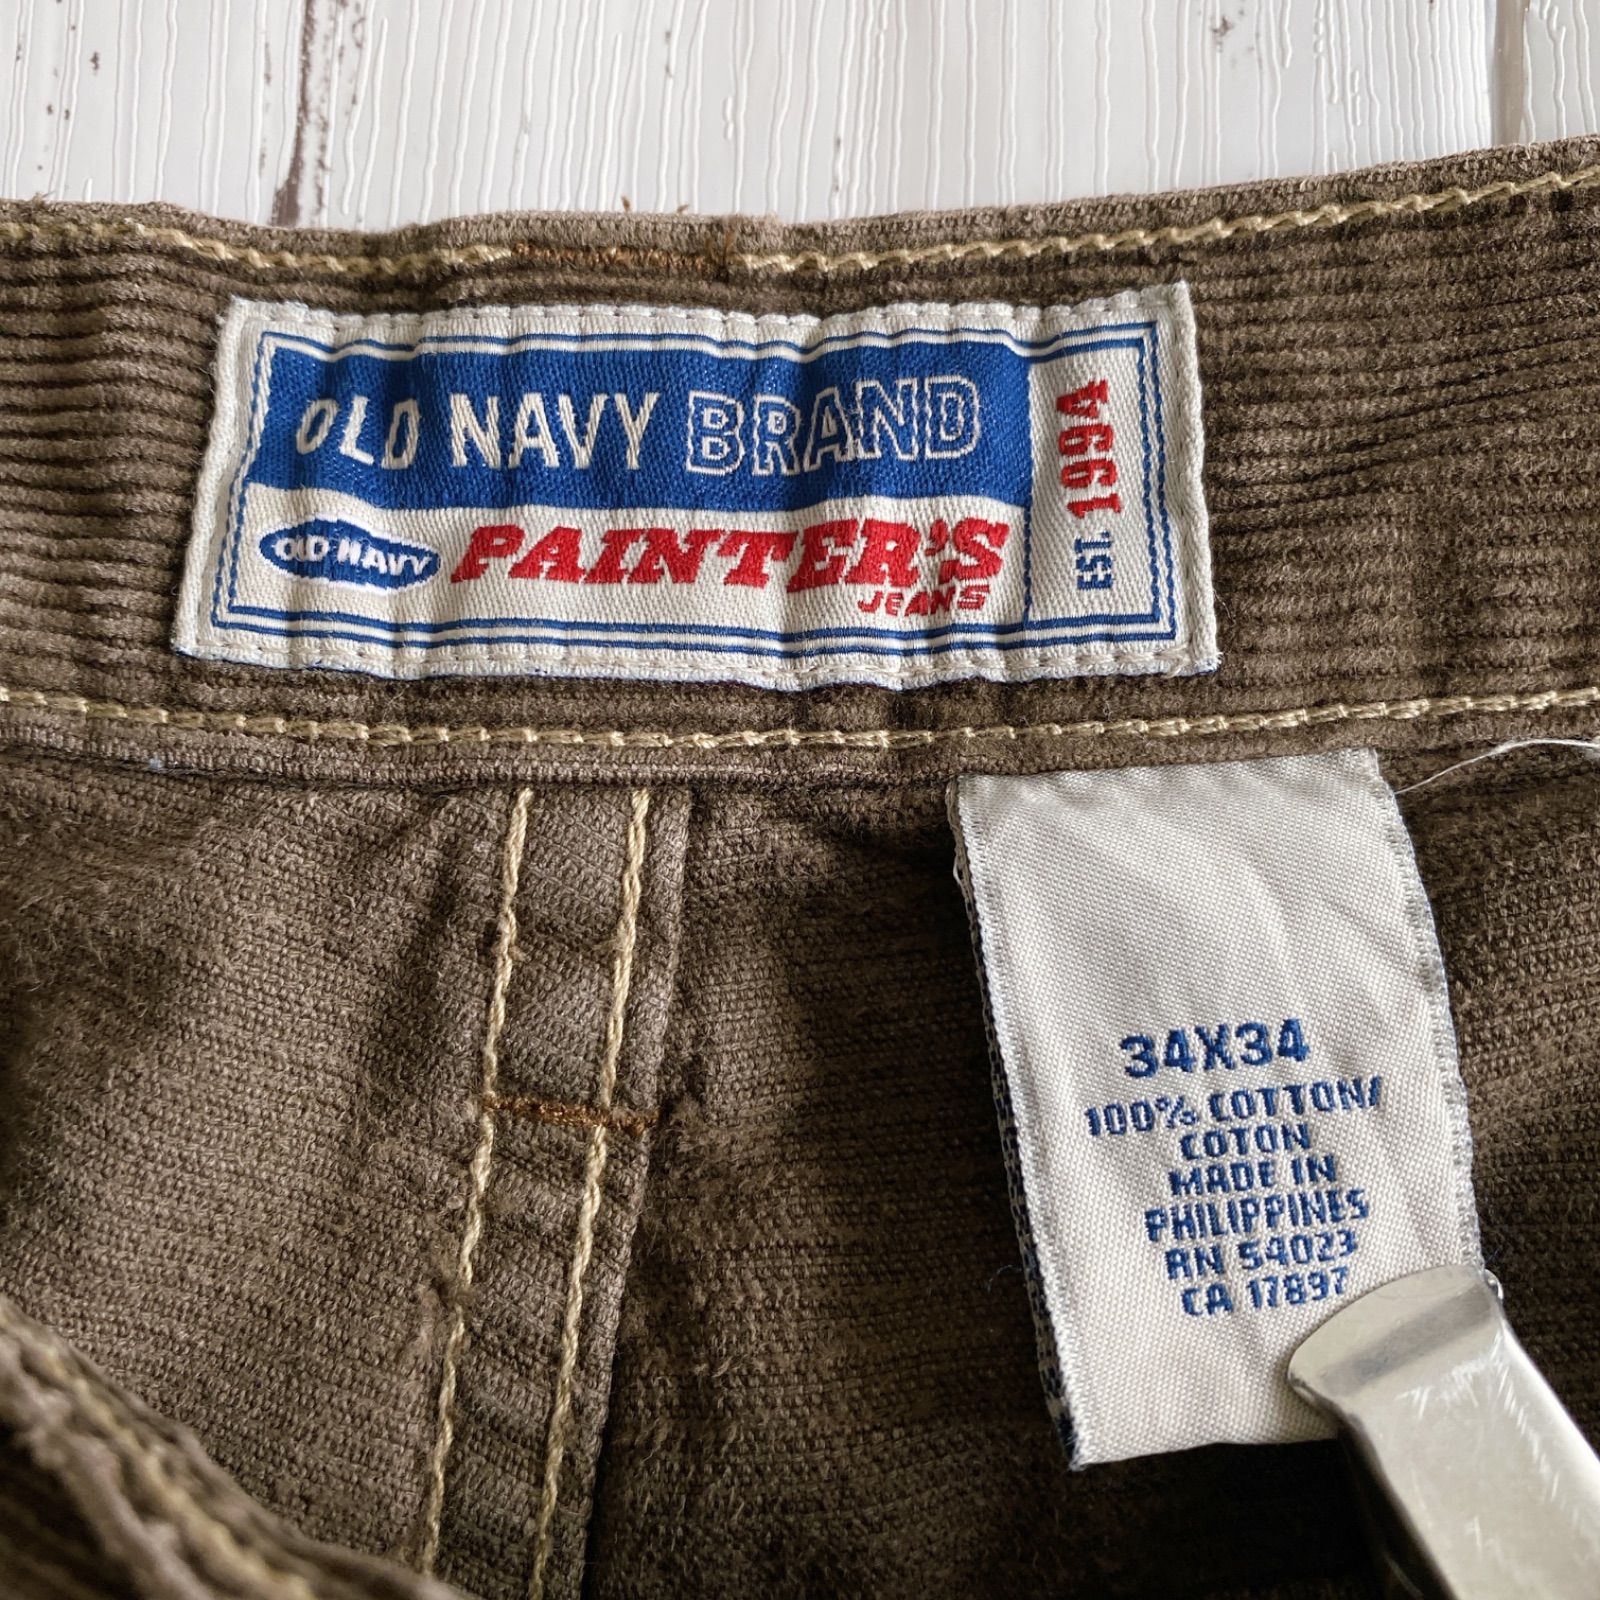 OLD NAVY BRAND
OLD NAVY PAINTER'S
JEANS
EST. 1994
34X34
100% COTTON/
COTON
MADE IN
PHILIPPINES
RN 54023
CA 17897